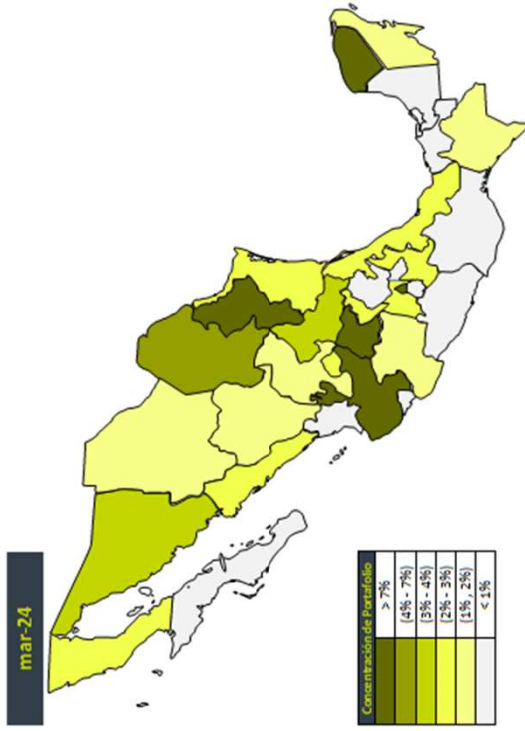 mar-24
Concentración de Portafolio
> 7%
(4% - 7%)
(3% - 4%)
(2% - 3%)
(1% , 2%)
< 1%